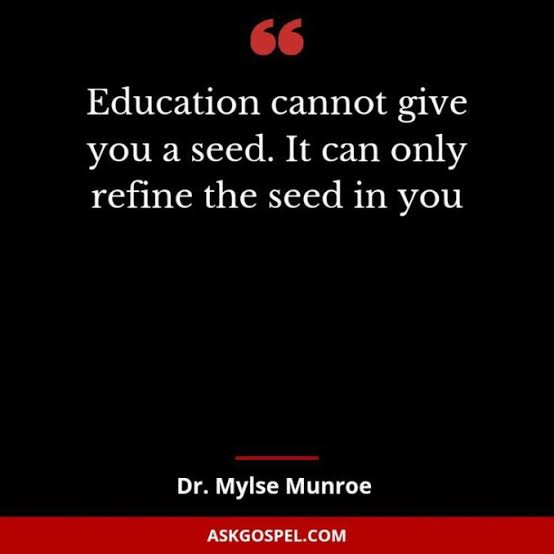 Education cannot give
you a seed. It can only
refine the seed in you
Dr. Mylse Munroe
ASKGOSPEL.COM